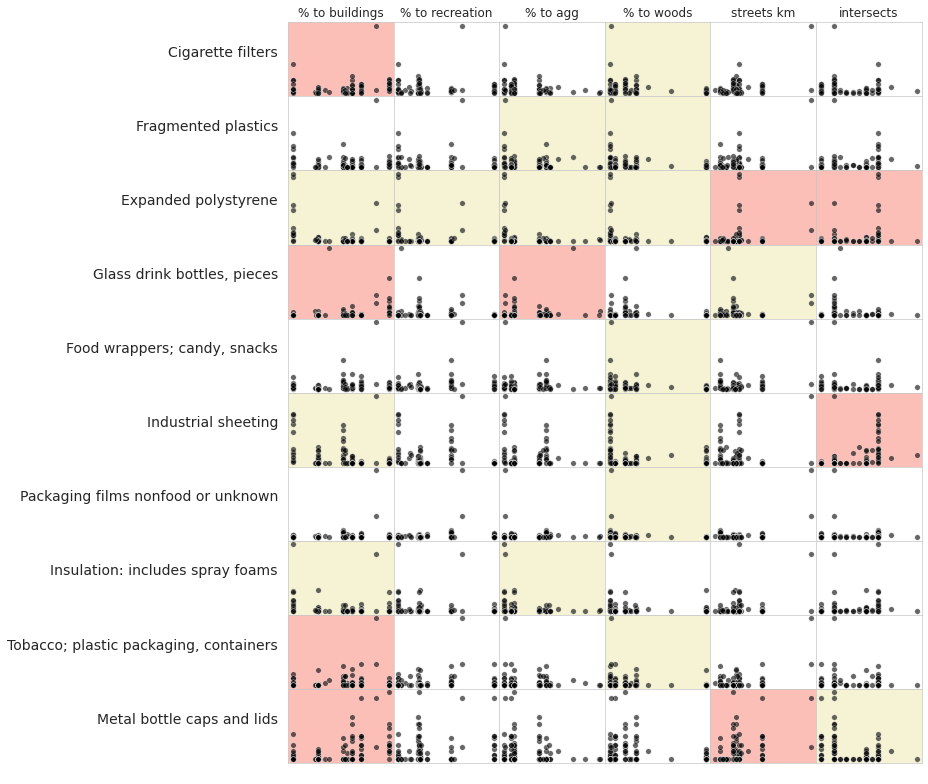 % to buildings % to recreation % to agg % to woods streets km intersects
Cigarette filters
Fragmented plastics
Expanded polystyrene
Glass drink bottles, pieces
Food wrappers; candy, snacks
Industrial sheeting
Packaging films nonfood or unknown
Insulation: includes spray foams
Tobacco; plastic packaging, containers
Metal bottle caps and lids